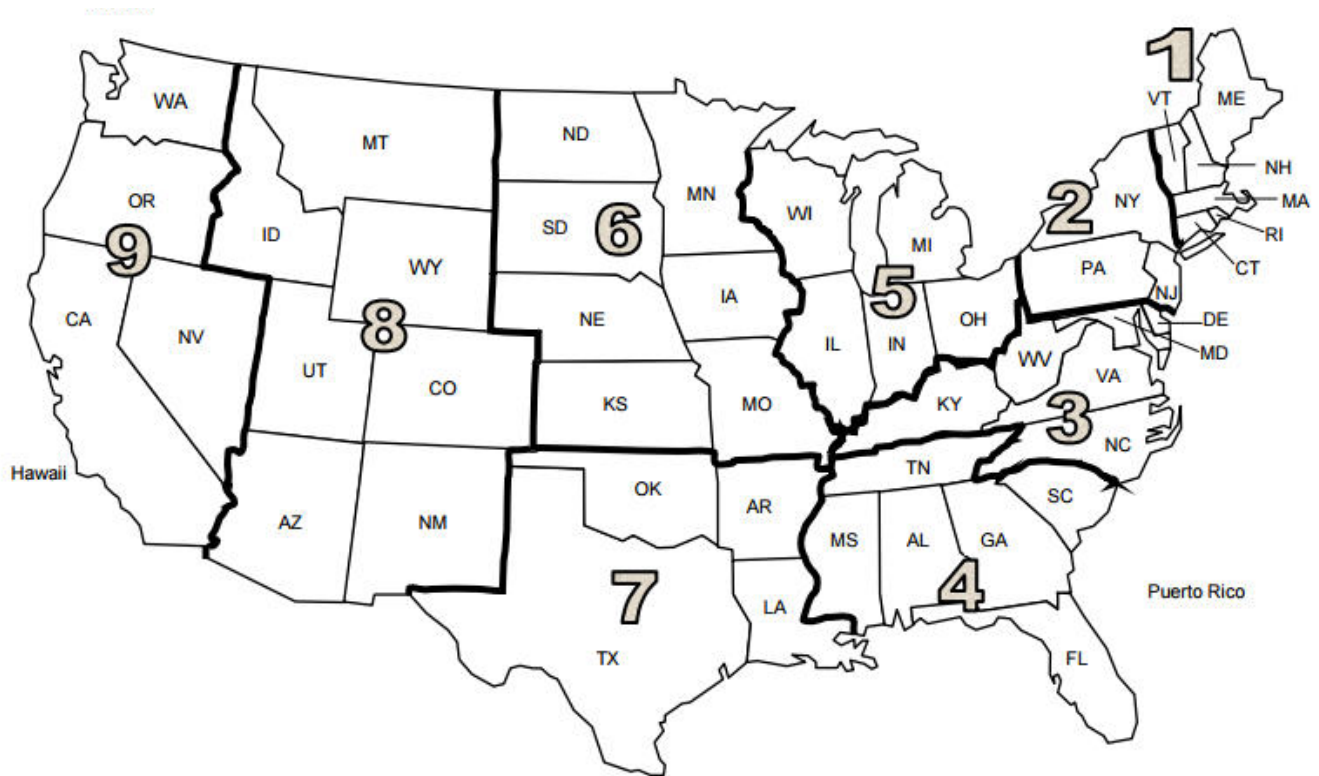 1
VT
ME
WA
MT
ND
MN
NH
MA
RI
CT
OR
ID
SD
6
WI
MI
2
NY
9
WY
8
NE
IA
5
PA
NJ
DE
MD
CA
NV
UT
CO
KS
MO
IL
IN
OH
WV
VA
KY
3
NC
Hawaii
AZ
NM
OK
AR
TN
SC
MS
AL
GA
4
7
TX
LA
FL
Puerto Rico